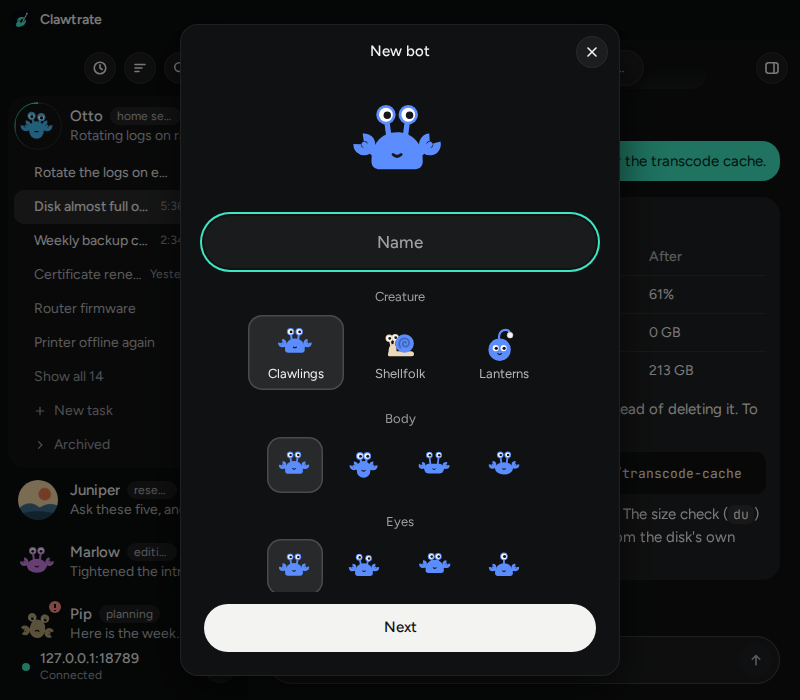 Clawtrate
New bot
Otto
home se...
Rotating logs on
Rotate the logs on e...
Disk almost full o...
Weekly backup c...
Certificate rene...
Router firmware
Printer offline again
Show all 14
New task
Archived
Juniper
rese...
Ask these five,
Marlow
editi...
Tightened the
Pip
planning
Here is the week,
127.0.0.1:18789
Connected
Name
Creature
Clawlings
Shellfolk
Lanterns
Body
Eyes
Next
the transcode cache.
After
61%
0 GB
213 GB
of deleting it. To
transcode-cache
The size check ( du )
the disk's own